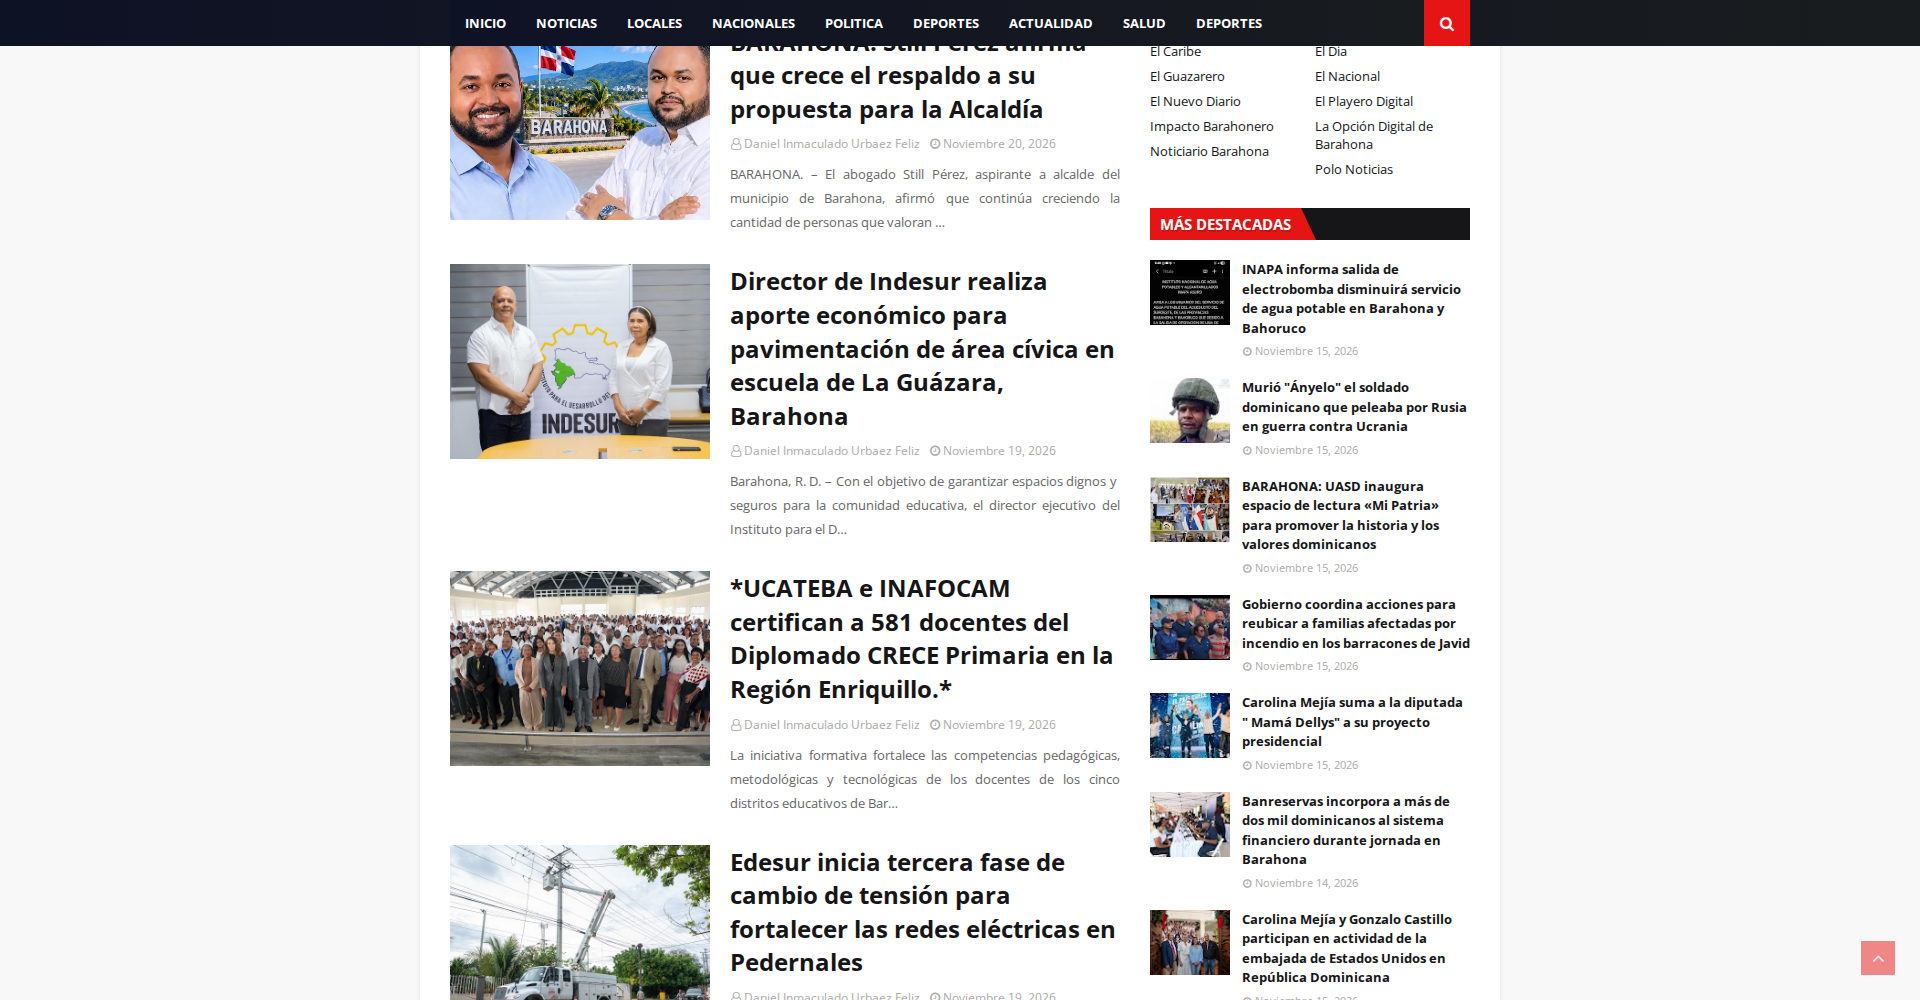 INICIO
NOTICIAS
LOCALES
NACIONALES
POLITICA
DEPORTES
ACTUALIDAD
SALUD
DEPORTES
BARAHONA: Still Pérez afirma
que crece el respaldo a su
propuesta para la Alcaldía
Daniel Inmaculado Urbaez Feliz Noviembre 20, 2026
BARAHONA. – El abogado Still Pérez, aspirante a alcalde del
municipio de Barahona, afirmó que continúa creciendo la
cantidad de personas que valoran …
BARAHONA
Director de Indesur realiza
aporte económico para
pavimentación de área cívica en
escuela de La Guázara,
Barahona
Daniel Inmaculado Urbaez Feliz Noviembre 19, 2026
Barahona, R. D. – Con el objetivo de garantizar espacios dignos y
seguros para la comunidad educativa, el director ejecutivo del
Instituto para el D…
INDESUR
*UCATEBA e INAFOCAM
certifican a 581 docentes del
Diplomado CRECE Primaria en la
Región Enriquillo.*
Daniel Inmaculado Urbaez Feliz Noviembre 19, 2026
La iniciativa formativa fortalece las competencias pedagógicas,
metodológicas y tecnológicas de los docentes de los cinco
distritos educativos de Bar…
Edesur inicia tercera fase de
cambio de tensión para
fortalecer las redes eléctricas en
Pedernales
Daniel Inmaculado Urbaez Feliz Noviembre 19, 2026
El Caribe
El Guazarero
El Nuevo Diario
Impacto Barahonero
Noticiario Barahona
El Dia
El Nacional
El Playero Digital
La Opción Digital de
Barahona
Polo Noticias
MÁS DESTACADAS
INAPA informa salida de
electrobomba disminuirá servicio
de agua potable en Barahona y
Bahoruco
Noviembre 15, 2026
Murió "Ányelo" el soldado
dominicano que peleaba por Rusia
en guerra contra Ucrania
Noviembre 15, 2026
BARAHONA: UASD inaugura
espacio de lectura «Mi Patria»
para promover la historia y los
valores dominicanos
Noviembre 15, 2026
Gobierno coordina acciones para
reubicar a familias afectadas por
incendio en los barracones de Javid
Noviembre 15, 2026
Carolina Mejía suma a la diputada
" Mamá Dellys" a su proyecto
presidencial
Noviembre 15, 2026
Banreservas incorpora a más de
dos mil dominicanos al sistema
financiero durante jornada en
Barahona
Noviembre 14, 2026
Carolina Mejía y Gonzalo Castillo
participan en actividad de la
embajada de Estados Unidos en
República Dominicana
Noviembre 15, 2026